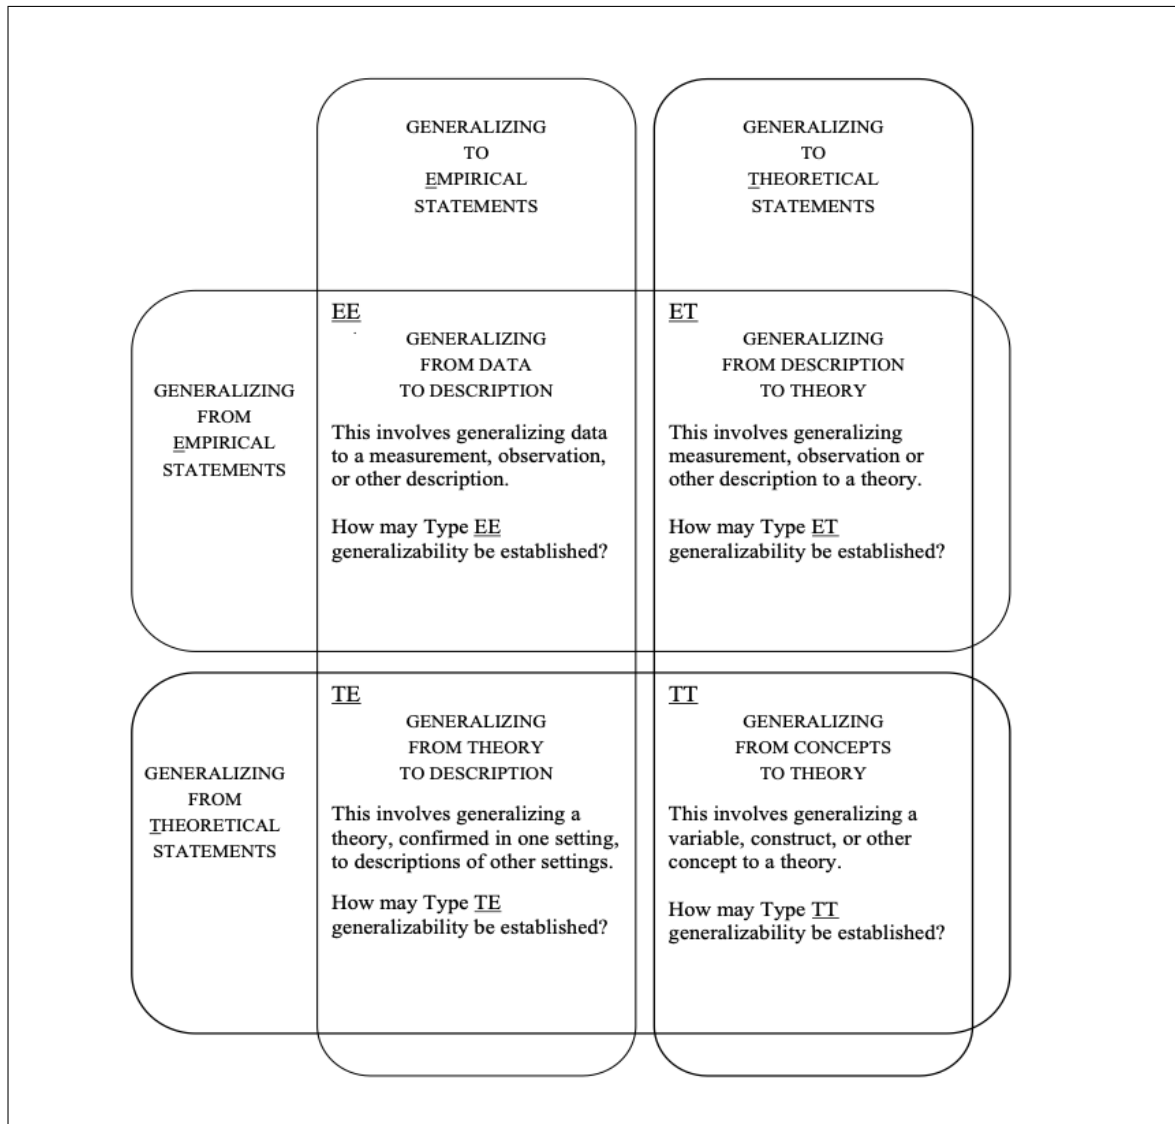 GENERALIZING
TO
EMPIRICAL
STATEMENTS
GENERALIZING
TO
THEORETICAL
STATEMENTS
GENERALIZING
FROM
EMPIRICAL
STATEMENTS
EE
GENERALIZING
FROM DATA
TO DESCRIPTION
This involves generalizing data
to a measurement, observation,
or other description.
How may Type EE
generalizability be established?
ET
GENERALIZING
FROM DESCRIPTION
TO THEORY
This involves generalizing
measurement, observation or
other description to a theory.
How may Type ET
generalizability be established?
GENERALIZING
FROM
THEORETICAL
STATEMENTS
TE
GENERALIZING
FROM THEORY
TO DESCRIPTION
This involves generalizing a
theory, confirmed in one setting,
to descriptions of other settings.
How may Type TE
generalizability be established?
TT
GENERALIZING
FROM CONCEPTS
TO THEORY
This involves generalizing a
variable, construct, or other
concept to a theory.
How may Type TT
generalizability be established?